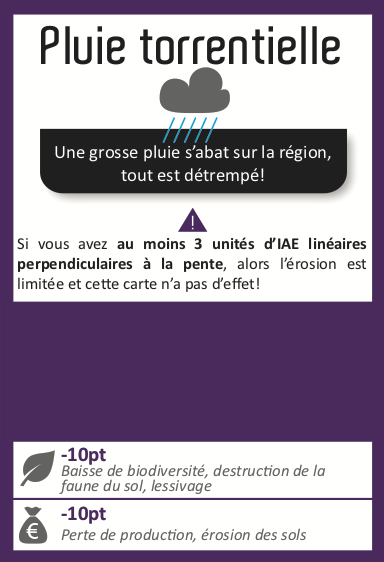 Pluie torrentielle
Une grosse pluie s'abat sur la région,
tout est détrempé!
!
Si vous avez au moins 3 unités d'IAE linéaires
perpendiculaires à la pente, alors l'érosion est
limitée et cette carte n'a pas d'effet!
-10pt
Baisse de biodiversité, destruction de la
faune du sol, lessivage
€
-10pt
Perte de production, érosion des sols